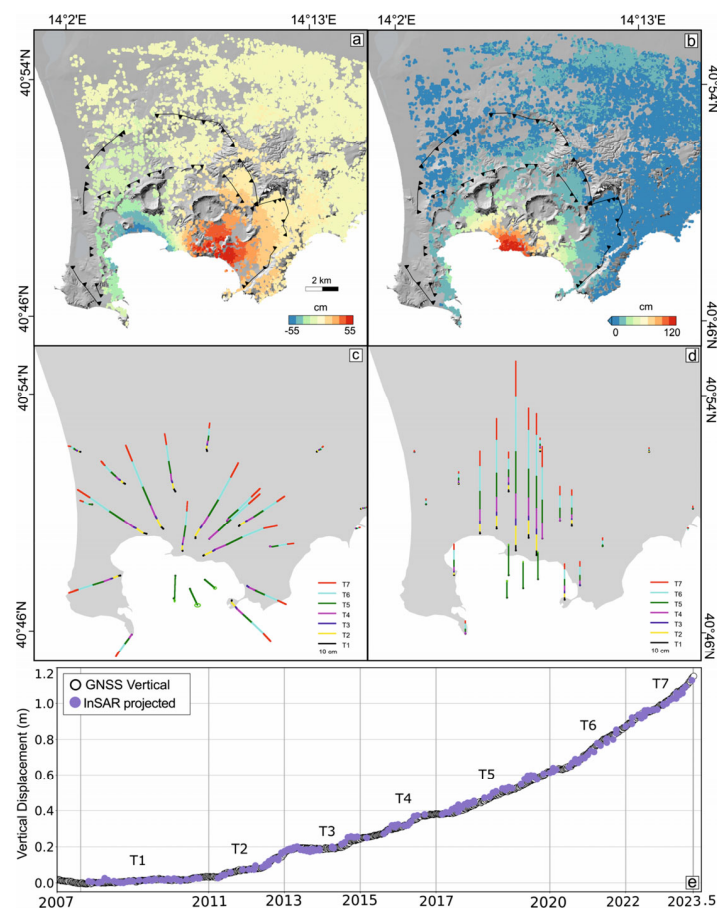 14°2'E 14°13'E 14°2'E 14°13'E
a b
40°54'N 40°54'N
2 km
cm cm
-55 55 0 120
40°46'N 40°46'N
c d
40°54'N 40°54'N
T7 T7
T6 T6
T5 T5
T4 T4
T3 T3
T2 T2
T1 T1
10 cm 10 cm
40°46'N 40°46'N
1.2
GNSS Vertical
InSAR projected
T7
1.0
T6
0.8
T5
0.6
T4
0.4
T3
T2
0.2
T1
0.0
Vertical Displacement (m)
e
2007 2011 2013 2015 2017 2020 2022 2023.5